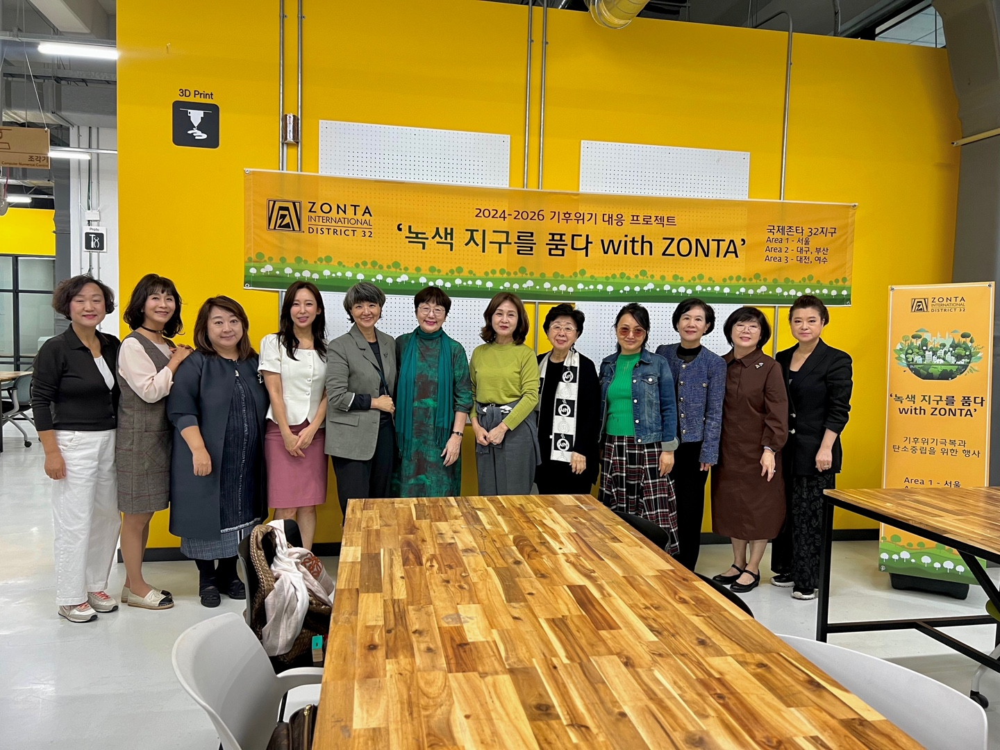 3D Print
조각기
Computer Numerical Control
Proto
ZONTA
INTERNATIONAL
DISTRICT 32
2024-2026 기후위기 대응 프로젝트
‘녹색 지구를 품다 with ZONTA’
국제존타 32지구
Area 1 - 서울
Area 2 - 대구, 부산
Area 3 - 대전, 여수
ZONTA
INTERNATIONAL
DISTRICT 32
‘녹색 지구를 품다
with ZONTA’
기후위기극복과
탄소중립을 위한 행사
Area 1 - 서울